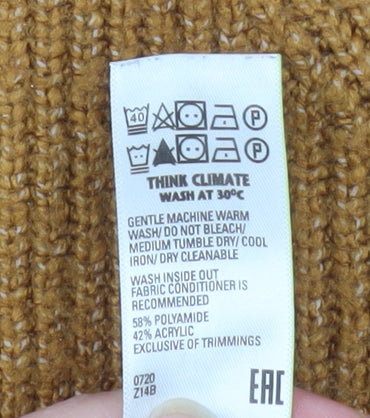 40 P
P
THINK CLIMATE
WASH AT 30ºC
GENTLE MACHINE WARM
WASH/ DO NOT BLEACH/
MEDIUM TUMBLE DRY/ COOL
IRON/ DRY CLEANABLE
WASH INSIDE OUT
FABRIC CONDITIONER IS
RECOMMENDED
58% POLYAMIDE
42% ACRYLIC
EXCLUSIVE OF TRIMMINGS
0720
Z14B
EAC